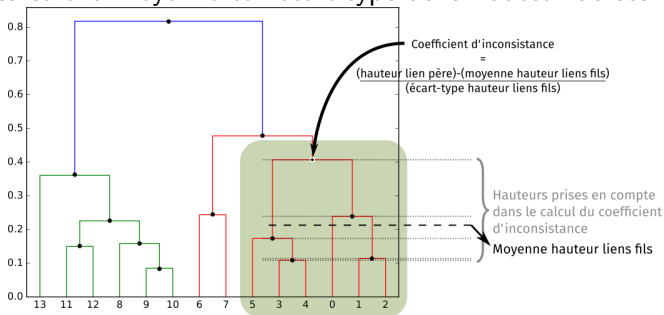 Coefficient d'inconsistance
=
(hauteur lien père)-(moyenne hauteur liens fils)
(écart-type hauteur liens fils)
0.8
0.7
0.6
0.5
0.4
0.3
0.2
0.1
0.0
Hauteurs prises en compte
dans le calcul du coefficient
d'inconsistance
Moyenne hauteur liens fils
13 11 12 8 9 10 6 7 5 3 4 0 1 2